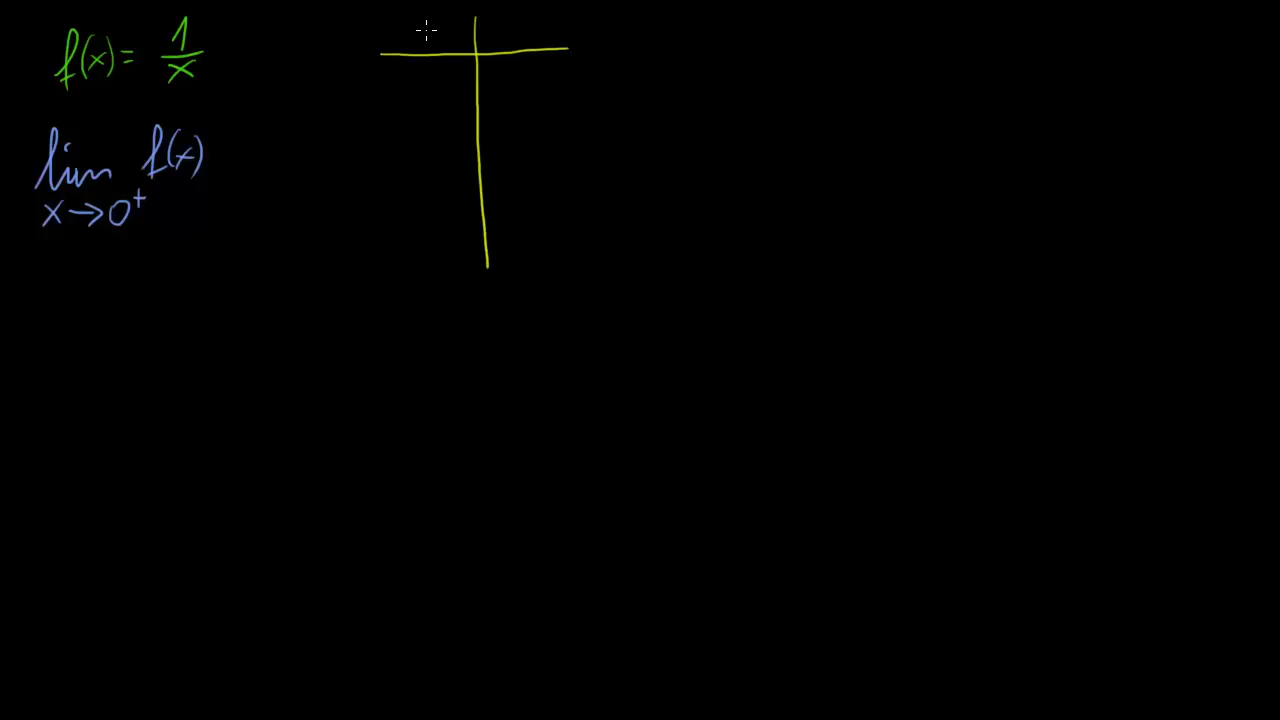 f(x) = 1/x
lim f(x)
x→0⁺